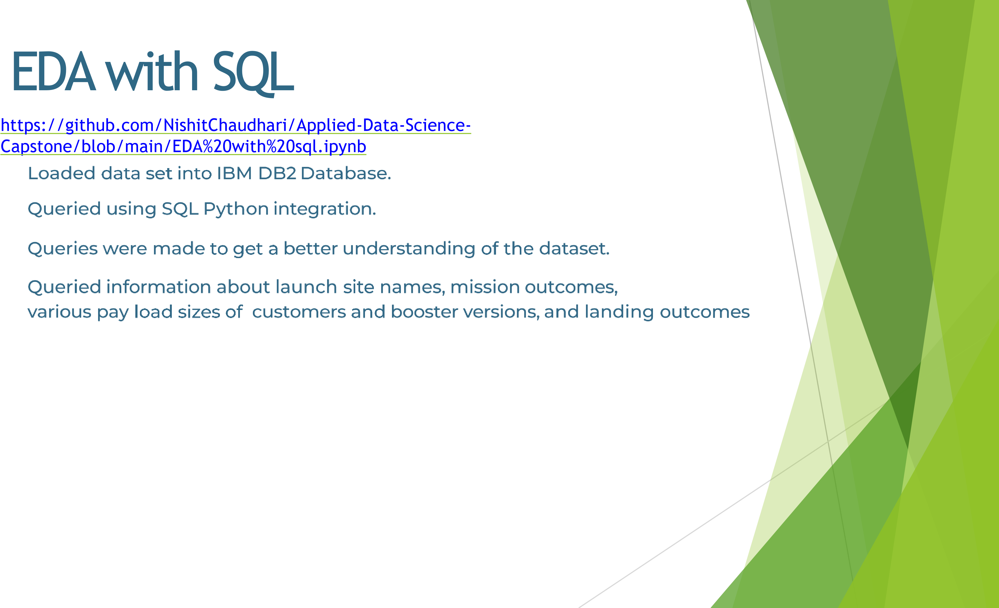 EDA with SQL
https://github.com/NishitChaudhari/Applied-Data-Science-
Capstone/blob/main/EDA%20with%20sql.ipynb
Loaded data set into IBM DB2 Database.
Queried using SQL Python integration.
Queries were made to get a better understanding of the dataset.
Queried information about launch site names, mission outcomes,
various pay load sizes of customers and booster versions, and landing outcomes